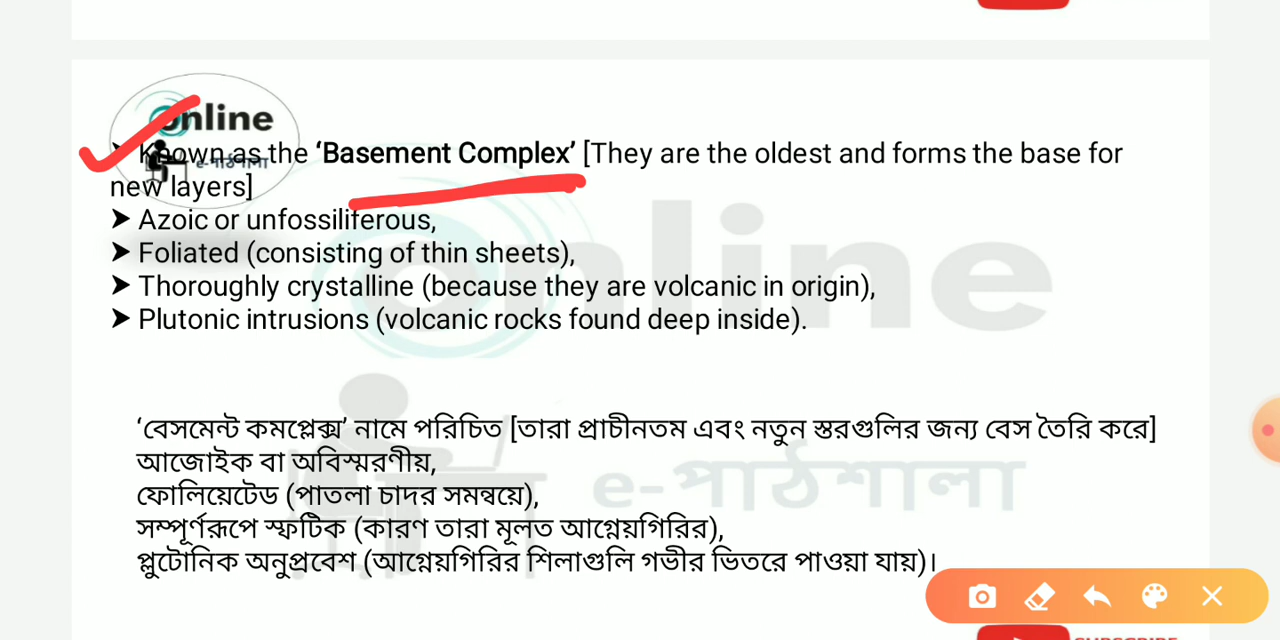 Online
e-পাঠশালা
➤ Known as the ‘Basement Complex’ [They are the oldest and forms the base for
new layers]
➤ Azoic or unfossiliferous,
➤ Foliated (consisting of thin sheets),
➤ Thoroughly crystalline (because they are volcanic in origin),
➤ Plutonic intrusions (volcanic rocks found deep inside).
Online
e-পাঠশালা
‘বেসমেন্ট কমপ্লেক্স’ নামে পরিচিত [তারা প্রাচীনতম এবং নতুন স্তরগুলির জন্য বেস তৈরি করে]
আজোইক বা অবিস্মরণীয়,
ফোলিয়েটেড (পাতলা চাদর সমন্বয়ে),
সম্পূর্ণরূপে স্ফটিক (কারণ তারা মূলত আগ্নেয়গিরির),
প্লুটোনিক অনুপ্রবেশ (আগ্নেয়গিরির শিলাগুলি গভীর ভিতরে পাওয়া যায়)।
SUBSCRIBE